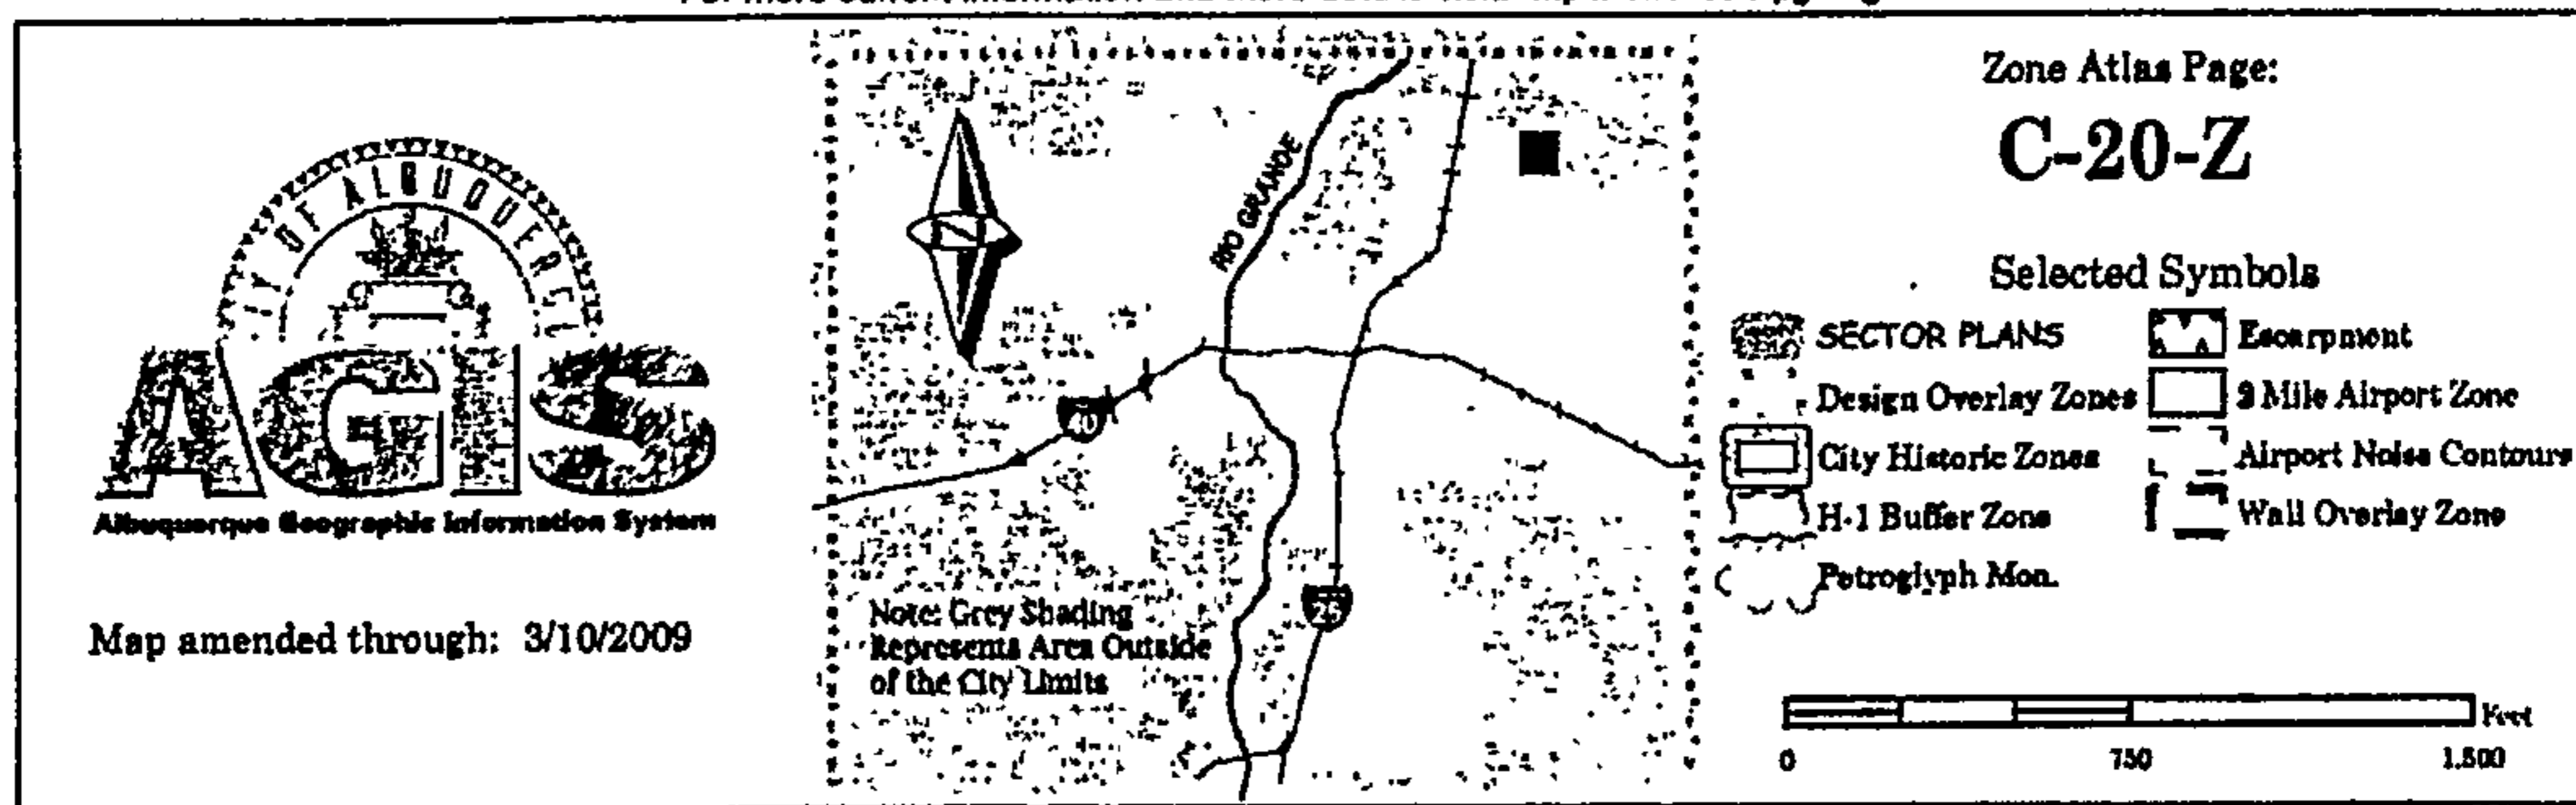 CITY OF ALBUQUERQUE
AGIS
Albuquerque Geographic Information System
Map amended through: 3/10/2009
RIO GRANDE
40
25
Note: Grey Shading
Represents Area Outside
of the City Limits
Zone Atlas Page:
C-20-Z
Selected Symbols
SECTOR PLANS
Design Overlay Zones
City Historic Zones
H-1 Buffer Zone
Petroglyph Mon.
Escarpment
2 Mile Airport Zone
Airport Noise Contours
Wall Overlay Zone
Feet
0 750 1,500